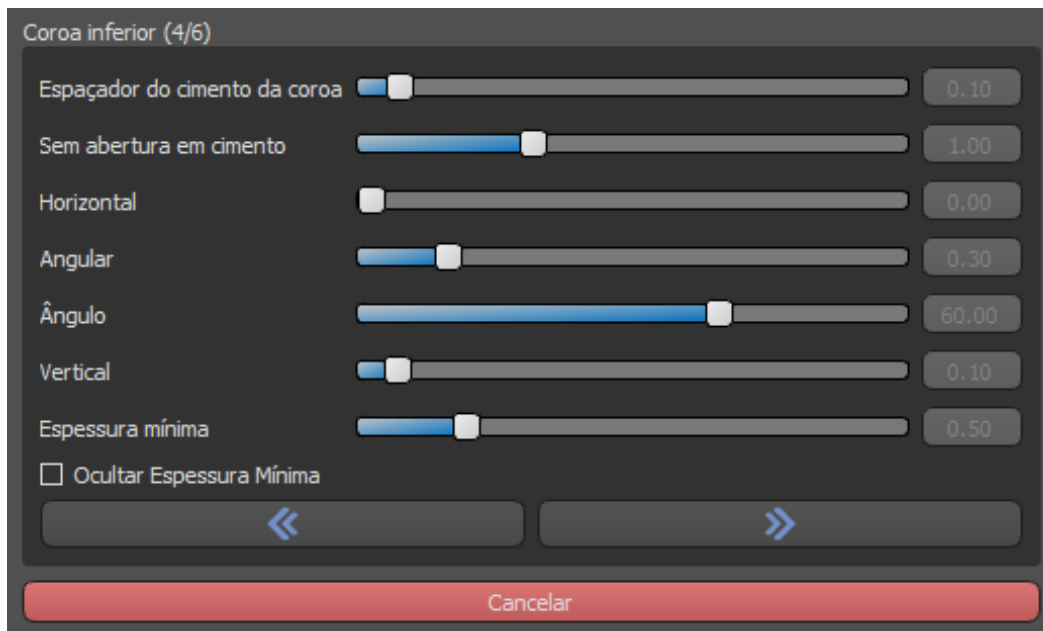 Coroa inferior (4/6)
Espaçador do cimento da coroa 0.10
Sem abertura em cimento 1.00
Horizontal 0.00
Angular 0.30
Ângulo 60.00
Vertical 0.10
Espessura mínima 0.50
Ocultar Espessura Mínima
Cancelar